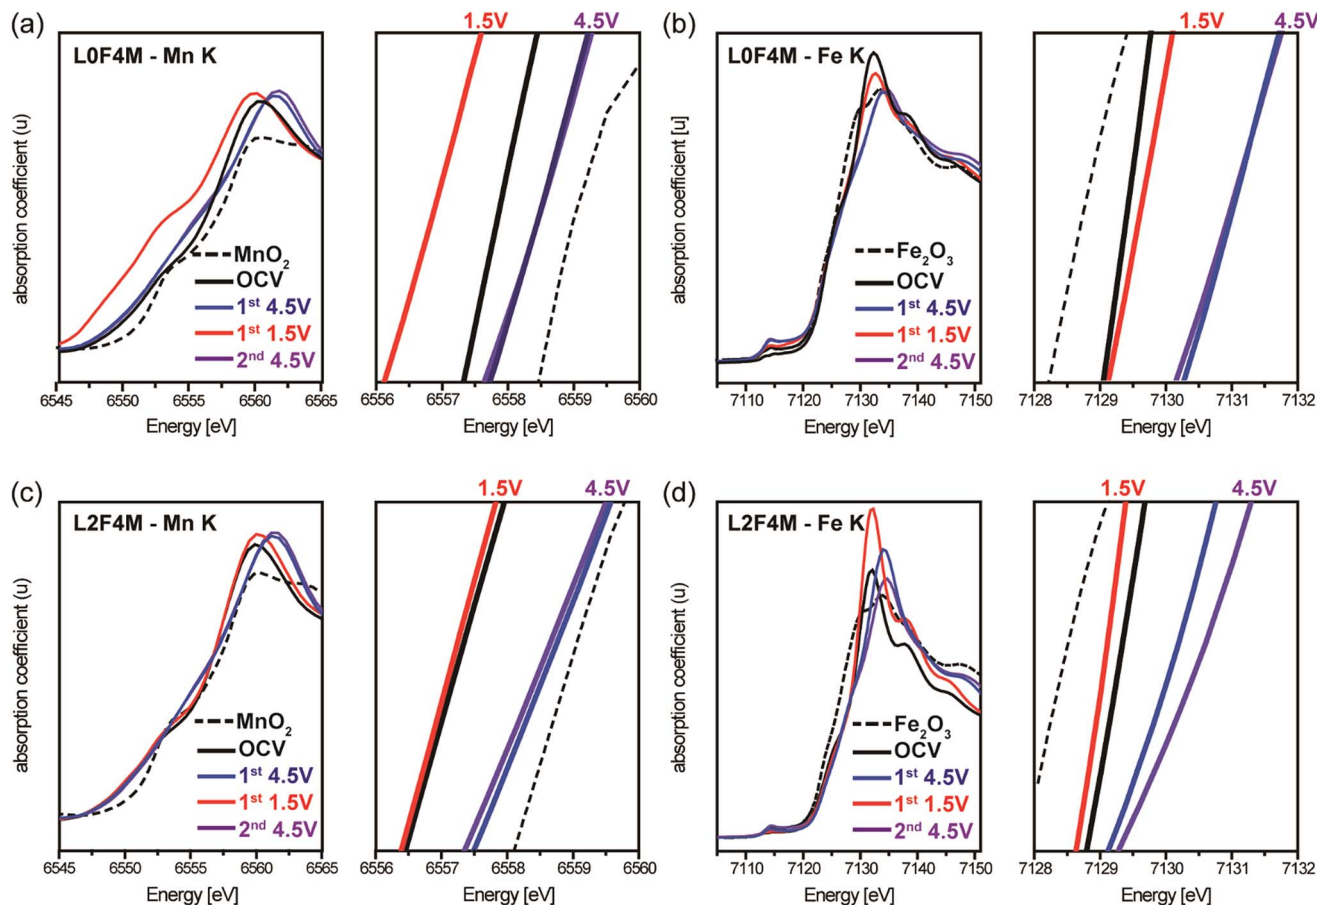 (a)
1.5V 4.5V
L0F4M - Mn K
absorption coefficient (u)
MnO2
OCV
1st 4.5V
1st 1.5V
2nd 4.5V
6545 6550 6555 6560 6565
Energy [eV]
6556 6557 6558 6559 6560
Energy [eV]
(b)
1.5V 4.5V
L0F4M - Fe K
absorption coefficient [u]
Fe2O3
OCV
1st 4.5V
1st 1.5V
2nd 4.5V
7110 7120 7130 7140 7150
Energy [eV]
7128 7129 7130 7131 7132
Energy [eV]
(c)
1.5V 4.5V
L2F4M - Mn K
absorption coefficient (u)
MnO2
OCV
1st 4.5V
1st 1.5V
2nd 4.5V
6545 6550 6555 6560 6565
Energy [eV]
6556 6557 6558 6559 6560
Energy [eV]
(d)
1.5V 4.5V
L2F4M - Fe K
absorption coefficient (u)
Fe2O3
OCV
1st 4.5V
1st 1.5V
2nd 4.5V
7110 7120 7130 7140 7150
Energy [eV]
7128 7129 7130 7131 7132
Energy [eV]